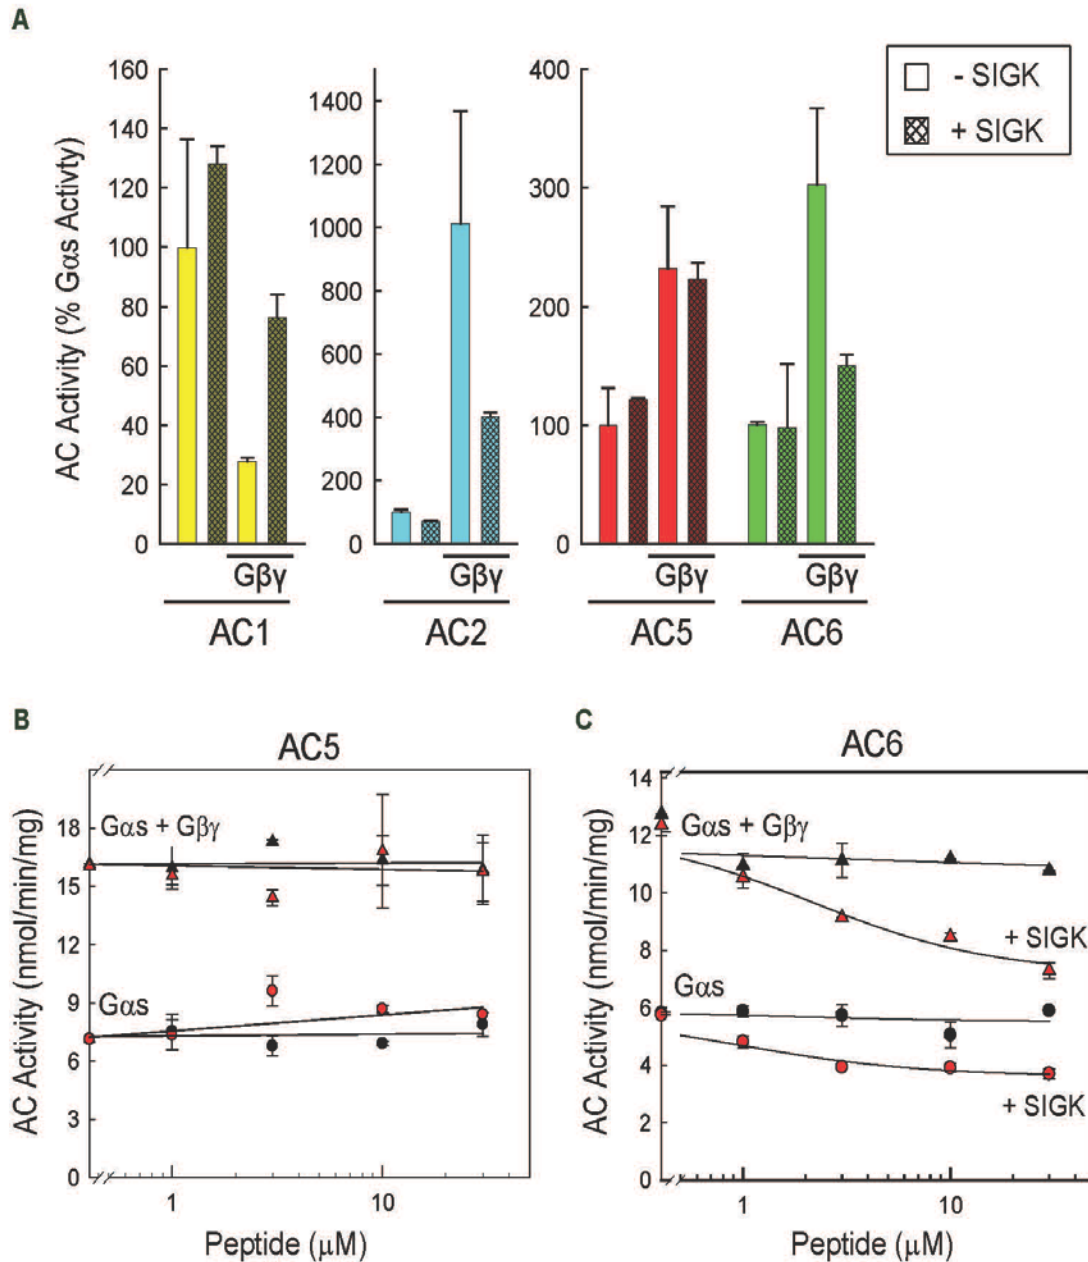 A
AC Activity (% Gαs Activty)
160
140
120
100
80
60
40
20
0
1400
1200
1000
800
600
400
200
0
400
300
200
100
0
- SIGK
+ SIGK
Gβγ
Gβγ
Gβγ
Gβγ
AC1
AC2
AC5
AC6
B
AC5
AC Activity (nmol/min/mg)
18
15
12
9
6
3
0
Gαs + Gβγ
Gαs
1
10
Peptide (μM)
C
AC6
AC Activity (nmol/min/mg)
14
12
10
8
6
4
2
0
Gαs + Gβγ
+ SIGK
Gαs
+ SIGK
1
10
Peptide (μM)